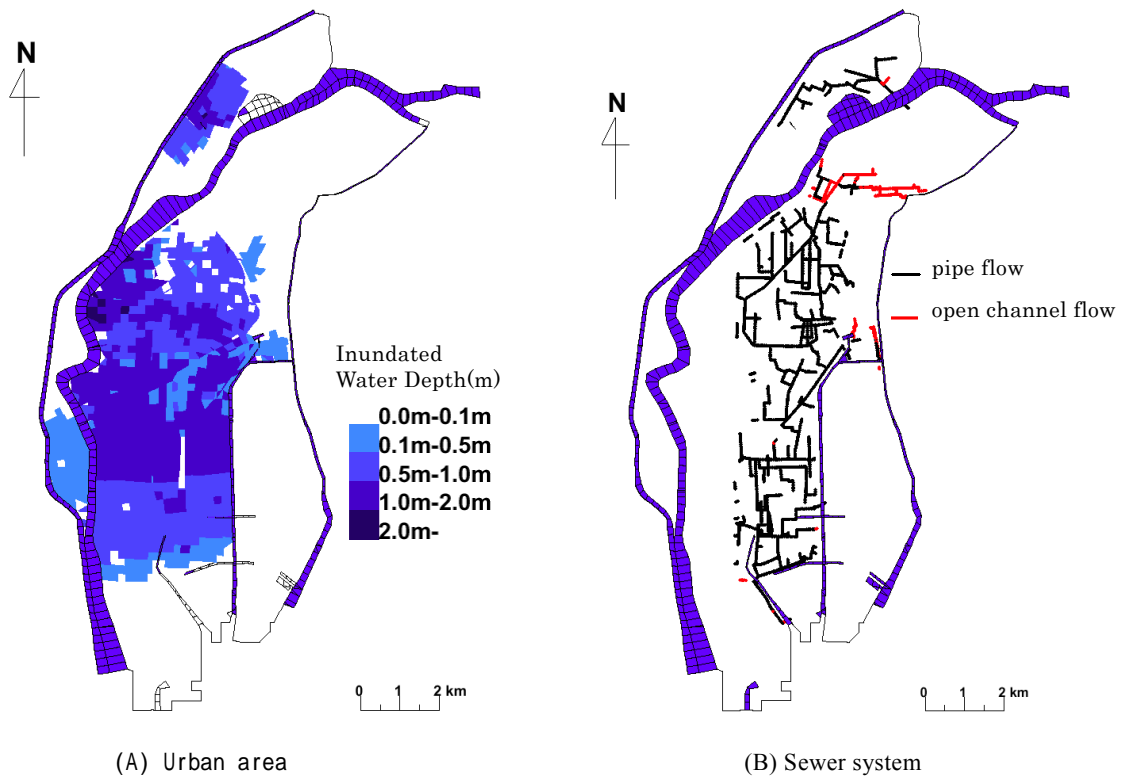 N
Inundated
Water Depth(m)
0.0m-0.1m
0.1m-0.5m
0.5m-1.0m
1.0m-2.0m
2.0m-
0 1 2 km
(A) Urban area
N
pipe flow
open channel flow
0 1 2 km
(B) Sewer system